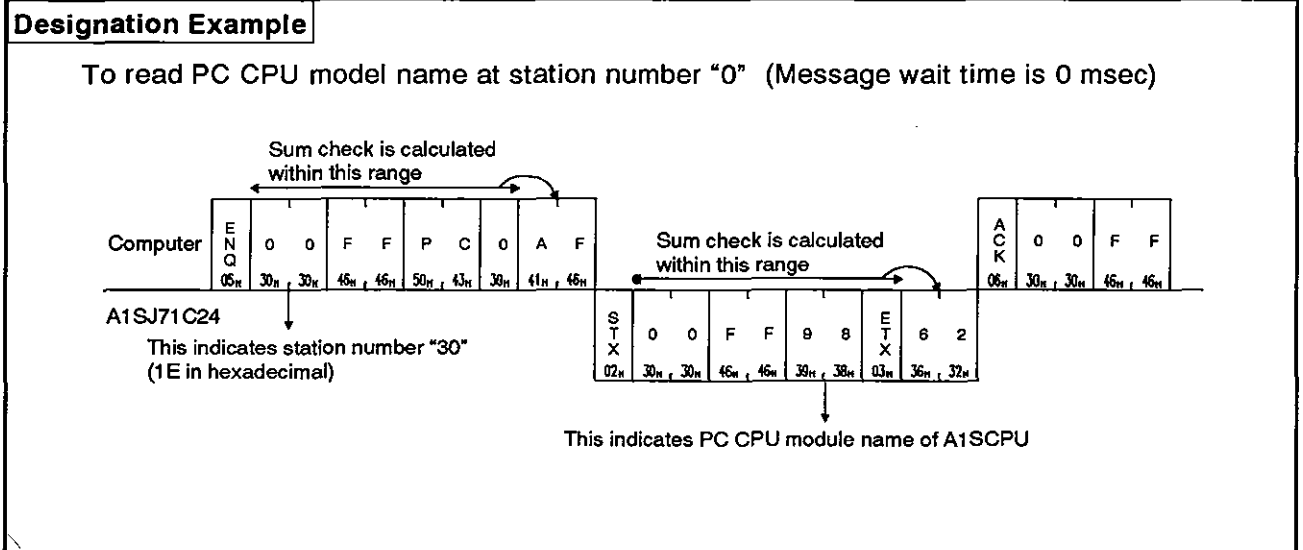 Designation Example
To read PC CPU model name at station number "0" (Message wait time is 0 msec)
Sum check is calculated
within this range
Computer
ENQ 0 0 F F P C 0 A F
05H 30H, 30H 46H, 46H 50H, 43H 30H 41H, 46H
ACK 0 0 F F
06H 30H, 30H 46H, 46H
Sum check is calculated
within this range
A1SJ71C24
This indicates station number "30"
(1E in hexadecimal)
STX 0 0 F F 9 8 ETX 6 2
02H 30H, 30H 46H, 46H 39H, 38H 03H 36H, 32H
This indicates PC CPU module name of A1SCPU